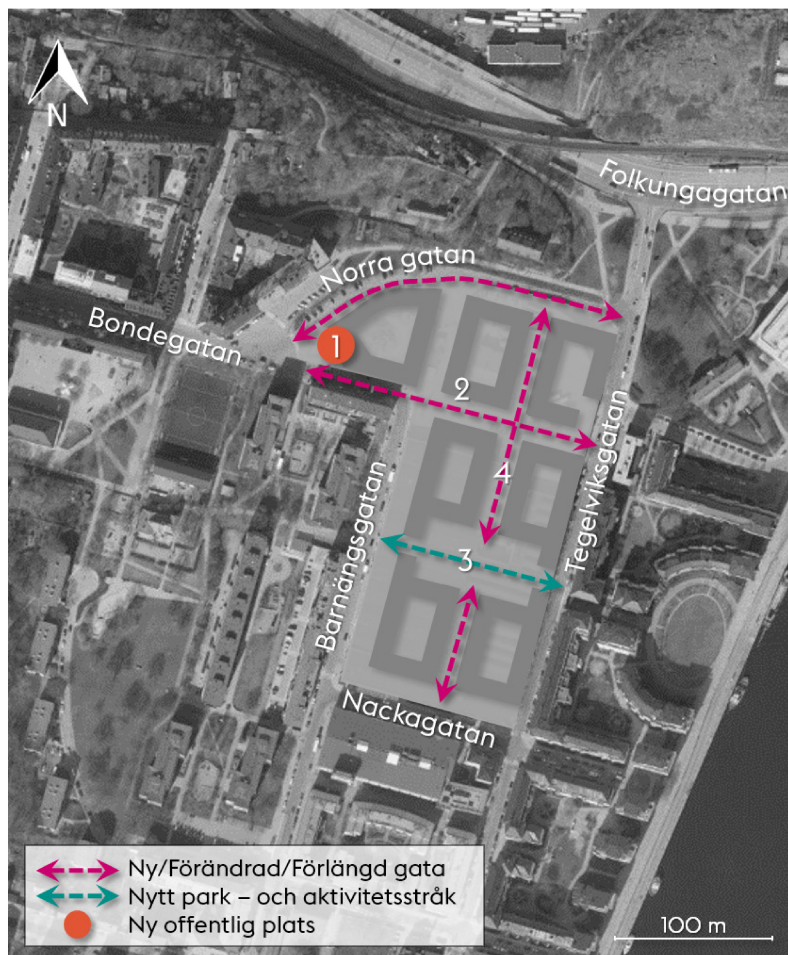 N
Folkungagatan
Norra gatan
Bondegatan
1
2
4
Tegelviksgatan
3
Barnängsgatan
Nackagatan
Ny/Förändrad/Förlängd gata
Nytt park – och aktivitetsstråk
Ny offentlig plats
100 m